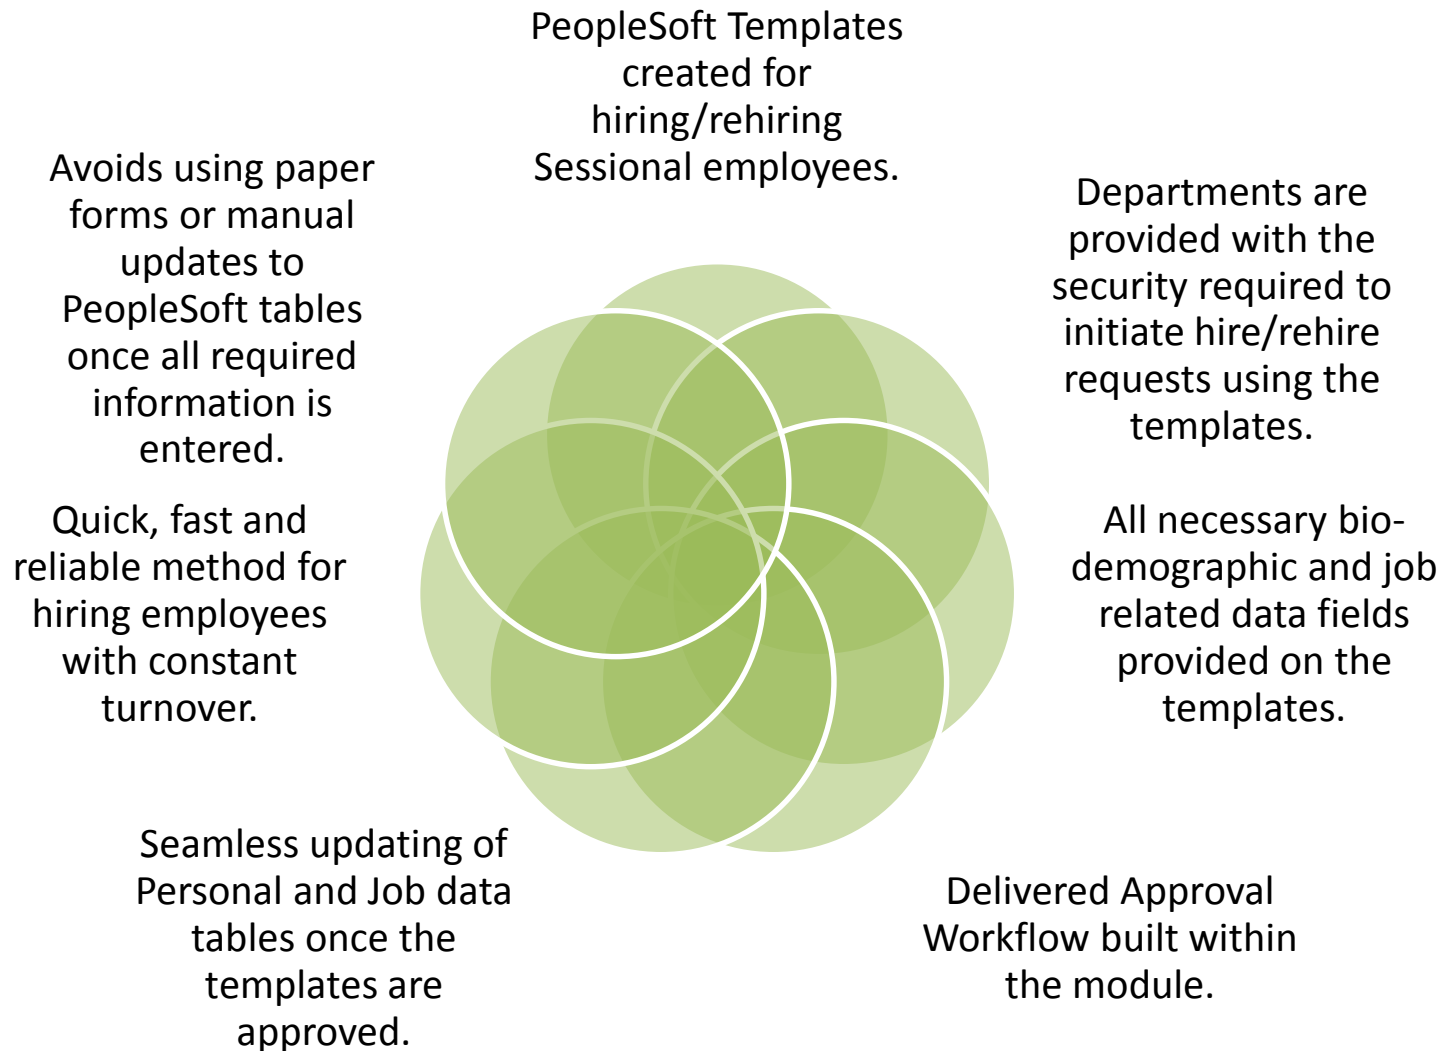 PeopleSoft Templates
created for
hiring/rehiring
Sessional employees.
Departments are
provided with the
security required to
initiate hire/rehire
requests using the
templates.
All necessary bio-
demographic and job
related data fields
provided on the
templates.
Delivered Approval
Workflow built within
the module.
Seamless updating of
Personal and Job data
tables once the
templates are
approved.
Quick, fast and
reliable method for
hiring employees
with constant
turnover.
Avoids using paper
forms or manual
updates to
PeopleSoft tables
once all required
information is
entered.